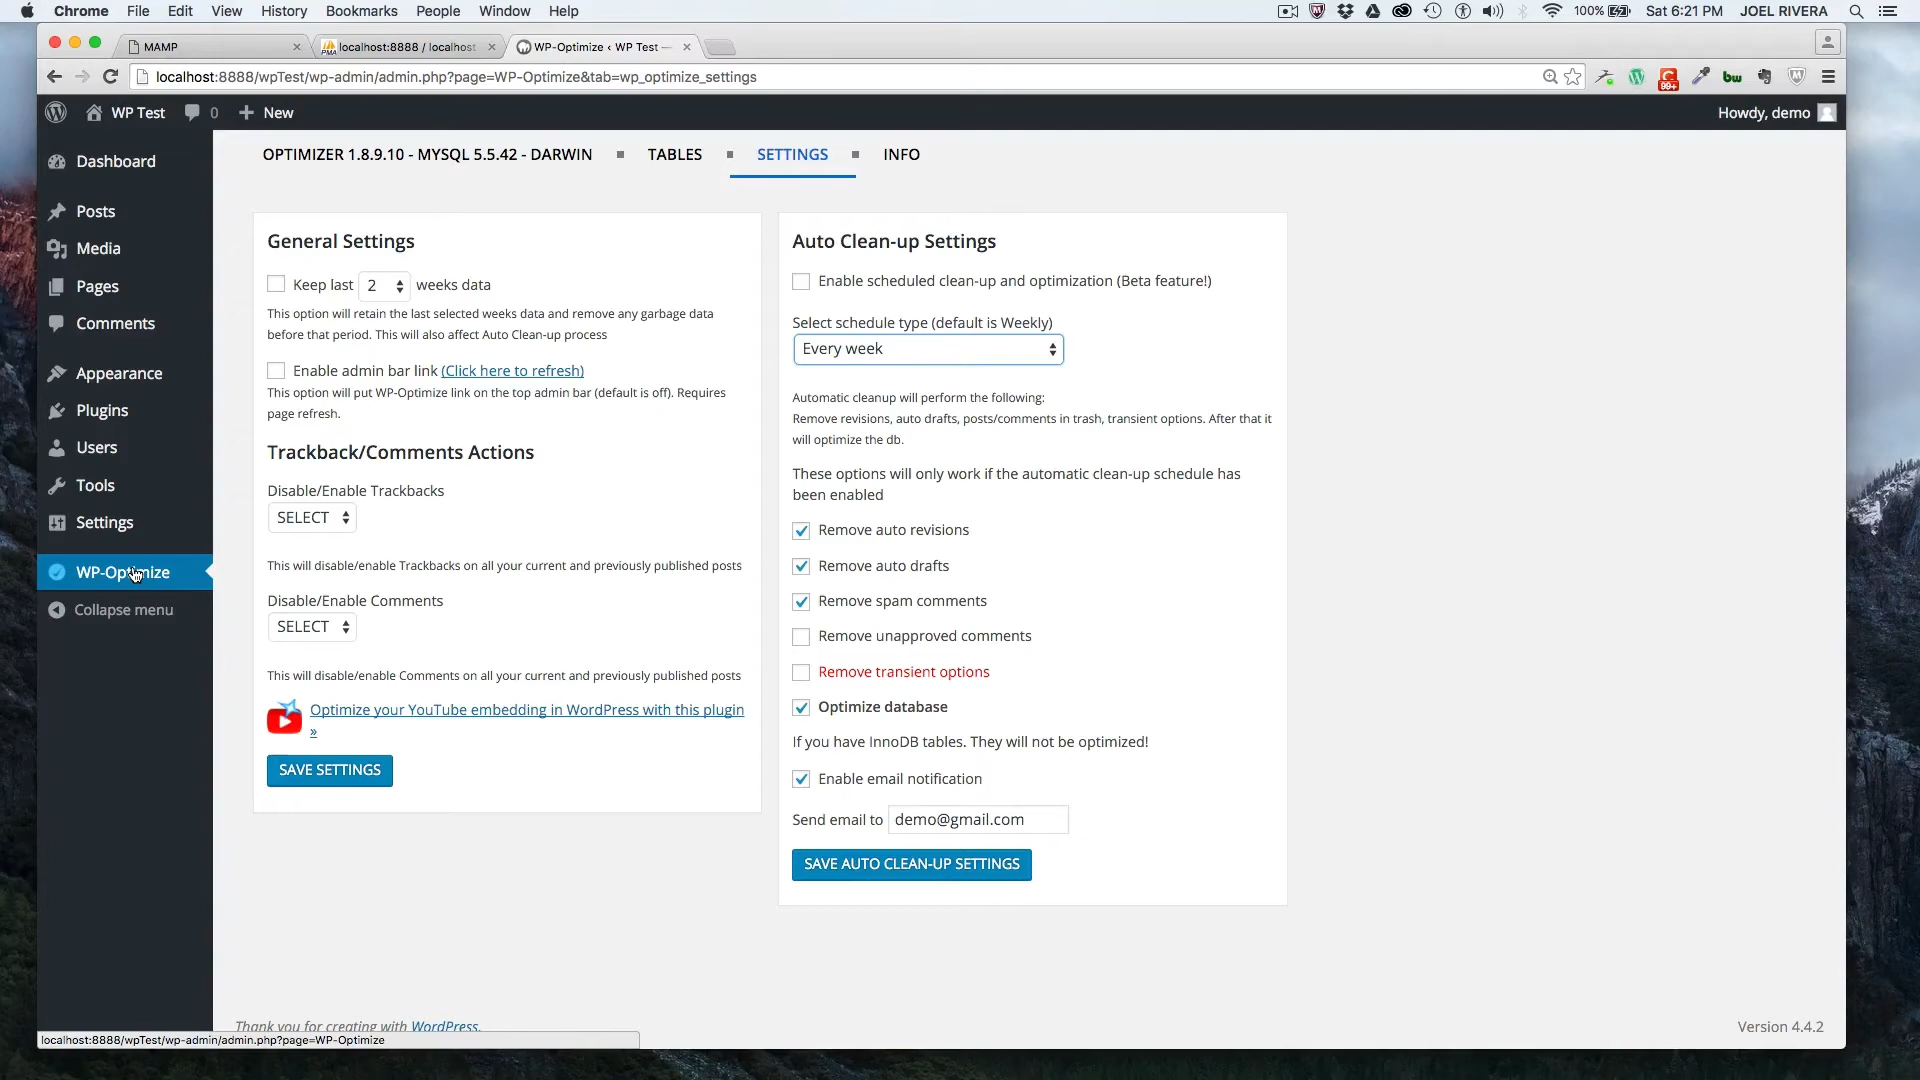 Chrome File Edit View History Bookmarks People Window Help 100% Sat 6:21 PM JOEL RIVERA
MAMP localhost:8888 / localhost WP-Optimize ‹ WP Test —
localhost:8888/wpTest/wp-admin/admin.php?page=WP-Optimize&tab=wp_optimize_settings
99+ bw
WP Test 0 New Howdy, demo
Dashboard
Posts
Media
Pages
Comments
Appearance
Plugins
Users
Tools
Settings
WP-Optimize
Collapse menu
OPTIMIZER 1.8.9.10 - MYSQL 5.5.42 - DARWIN TABLES SETTINGS INFO
General Settings
Keep last 2 weeks data
This option will retain the last selected weeks data and remove any garbage data
before that period. This will also affect Auto Clean-up process
Enable admin bar link (Click here to refresh)
This option will put WP-Optimize link on the top admin bar (default is off). Requires
page refresh.
Trackback/Comments Actions
Disable/Enable Trackbacks
SELECT
This will disable/enable Trackbacks on all your current and previously published posts
Disable/Enable Comments
SELECT
This will disable/enable Comments on all your current and previously published posts
Optimize your YouTube embedding in WordPress with this plugin
»
SAVE SETTINGS
Auto Clean-up Settings
Enable scheduled clean-up and optimization (Beta feature!)
Select schedule type (default is Weekly)
Every week
Automatic cleanup will perform the following:
Remove revisions, auto drafts, posts/comments in trash, transient options. After that it
will optimize the db.
These options will only work if the automatic clean-up schedule has
been enabled
Remove auto revisions
Remove auto drafts
Remove spam comments
Remove unapproved comments
Remove transient options
Optimize database
If you have InnoDB tables. They will not be optimized!
Enable email notification
Send email to demo@gmail.com
SAVE AUTO CLEAN-UP SETTINGS
Thank you for creating with WordPress. Version 4.4.2
localhost:8888/wpTest/wp-admin/admin.php?page=WP-Optimize